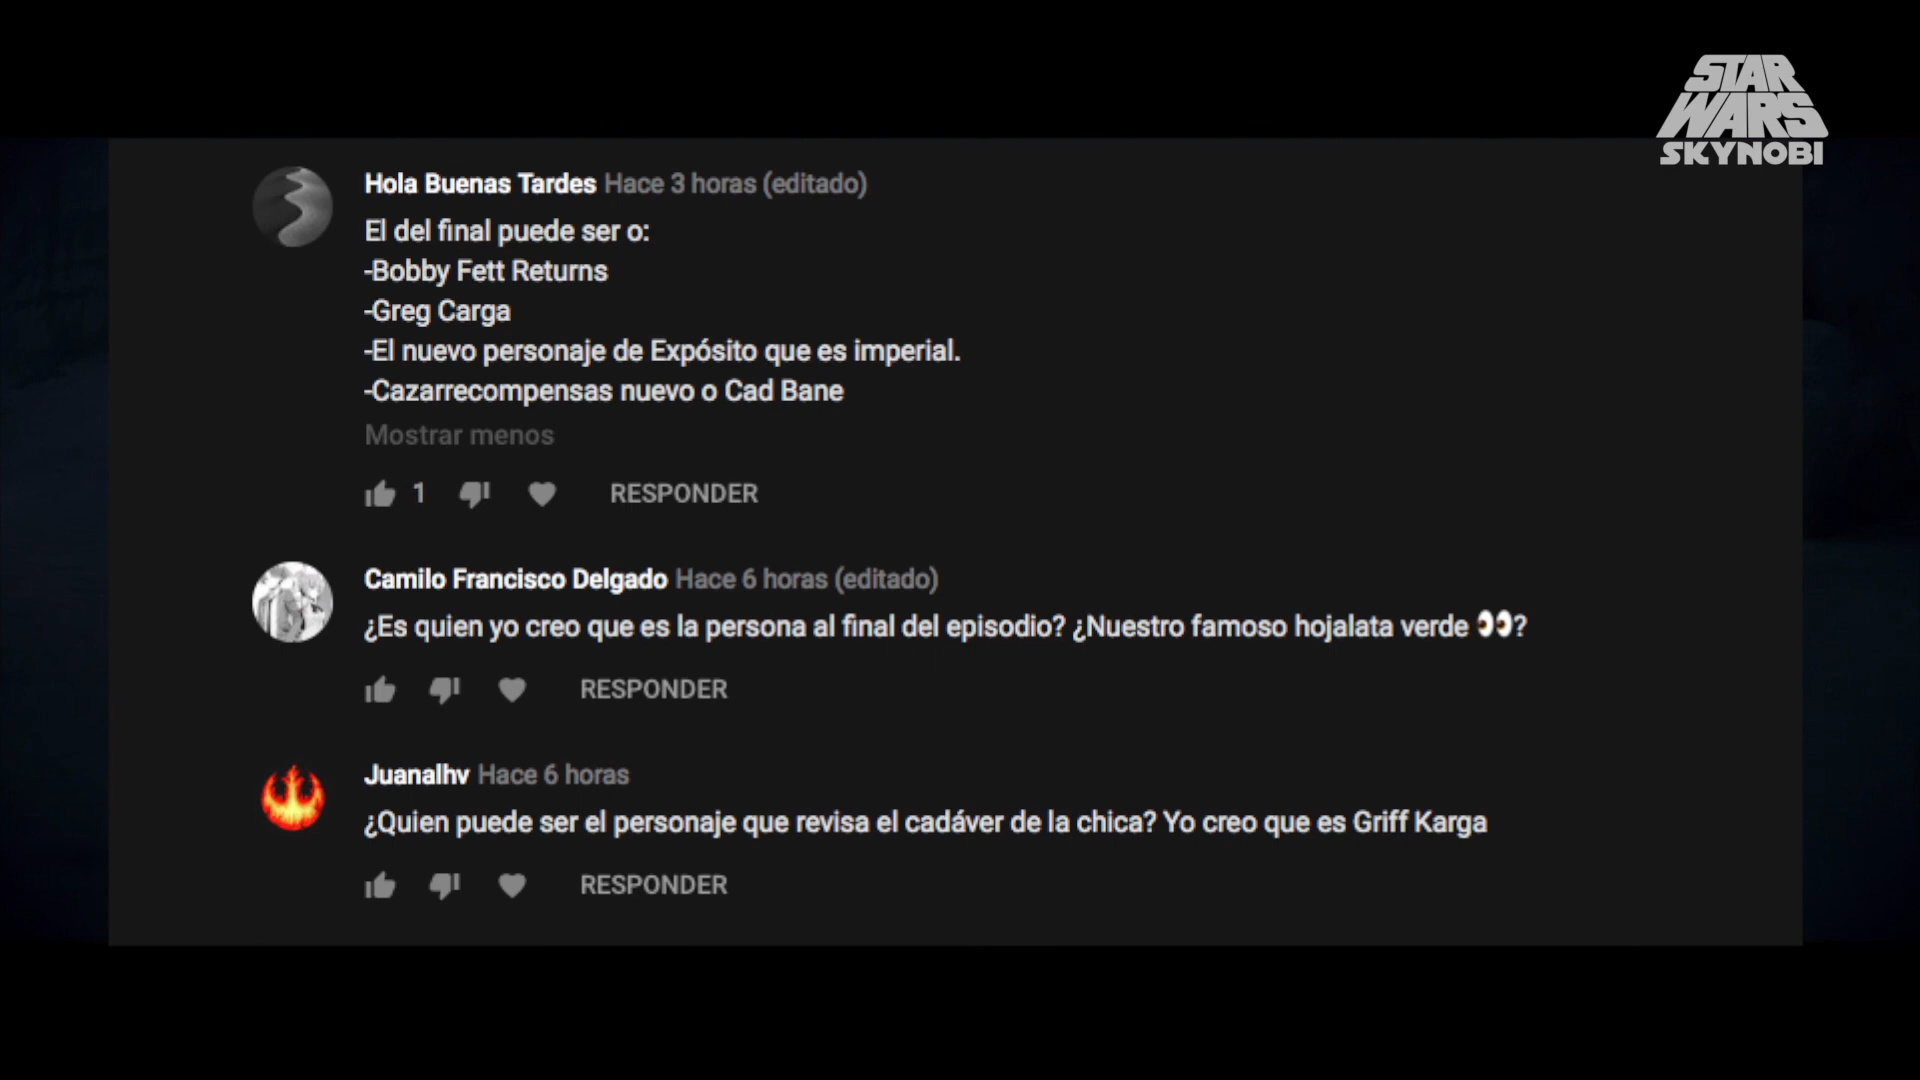 STAR
WARS
SKYNOBI
Hola Buenas Tardes Hace 3 horas (editado)
El del final puede ser o:
-Bobby Fett Returns
-Greg Carga
-El nuevo personaje de Expósito que es imperial.
-Cazarrecompensas nuevo o Cad Bane
Mostrar menos
1 RESPONDER
Camilo Francisco Delgado Hace 6 horas (editado)
¿Es quien yo creo que es la persona al final del episodio? ¿Nuestro famoso hojalata verde 👀?
RESPONDER
Juanalhv Hace 6 horas
¿Quien puede ser el personaje que revisa el cadáver de la chica? Yo creo que es Griff Karga
RESPONDER